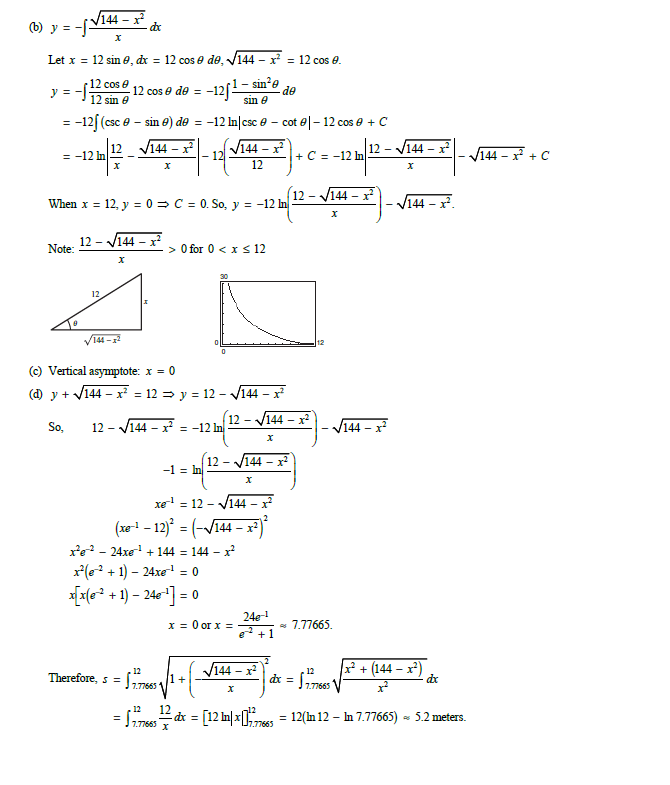 (b) y = −∫ √(144 − x²)/x dx
Let x = 12 sin θ, dx = 12 cos θ dθ, √(144 − x²) = 12 cos θ.
y = −∫ (12 cos θ)/(12 sin θ) 12 cos θ dθ = −12∫ (1 − sin²θ)/(sin θ) dθ
= −12∫(csc θ − sin θ) dθ = −12 ln|csc θ − cot θ| − 12 cos θ + C
= −12 ln|12/x − √(144 − x²)/x| − 12(√(144 − x²)/12) + C = −12 ln|(12 − √(144 − x²))/x| − √(144 − x²) + C
When x = 12, y = 0 ⇒ C = 0. So, y = −12 ln((12 − √(144 − x²))/x) − √(144 − x²).
Note: (12 − √(144 − x²))/x > 0 for 0 < x ≤ 12
12
x
θ
√(144 − x²)
30
0
12
0
(c) Vertical asymptote: x = 0
(d) y + √(144 − x²) = 12 ⇒ y = 12 − √(144 − x²)
So, 12 − √(144 − x²) = −12 ln((12 − √(144 − x²))/x) − √(144 − x²)
−1 = ln((12 − √(144 − x²))/x)
xe⁻¹ = 12 − √(144 − x²)
(xe⁻¹ − 12)² = (−√(144 − x²))²
x²e⁻² − 24xe⁻¹ + 144 = 144 − x²
x²(e⁻² + 1) − 24xe⁻¹ = 0
x[x(e⁻² + 1) − 24e⁻¹] = 0
x = 0 or x = 24e⁻¹/(e⁻² + 1) ≈ 7.77665.
Therefore, s = ∫₇.₇₇₆₆₅¹² √(1 + (−√(144 − x²)/x)²) dx = ∫₇.₇₇₆₆₅¹² √((x² + (144 − x²))/x²) dx
= ∫₇.₇₇₆₆₅¹² 12/x dx = [12 ln|x|]₇.₇₇₆₆₅¹² = 12(ln 12 − ln 7.77665) ≈ 5.2 meters.